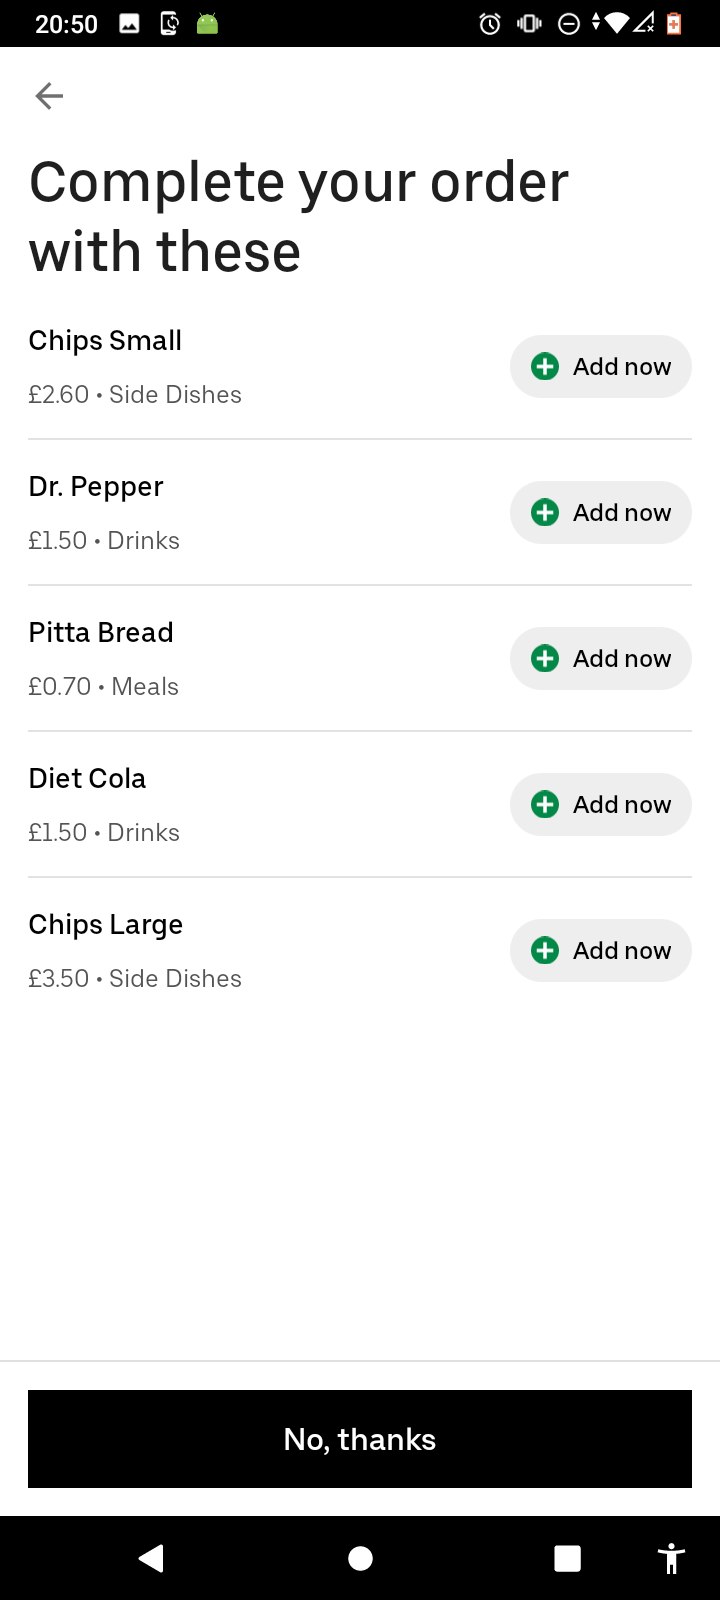 20:50
Complete your order
with these
Chips Small
£2.60 • Side Dishes
Add now
Dr. Pepper
£1.50 • Drinks
Add now
Pitta Bread
£0.70 • Meals
Add now
Diet Cola
£1.50 • Drinks
Add now
Chips Large
£3.50 • Side Dishes
Add now
No, thanks